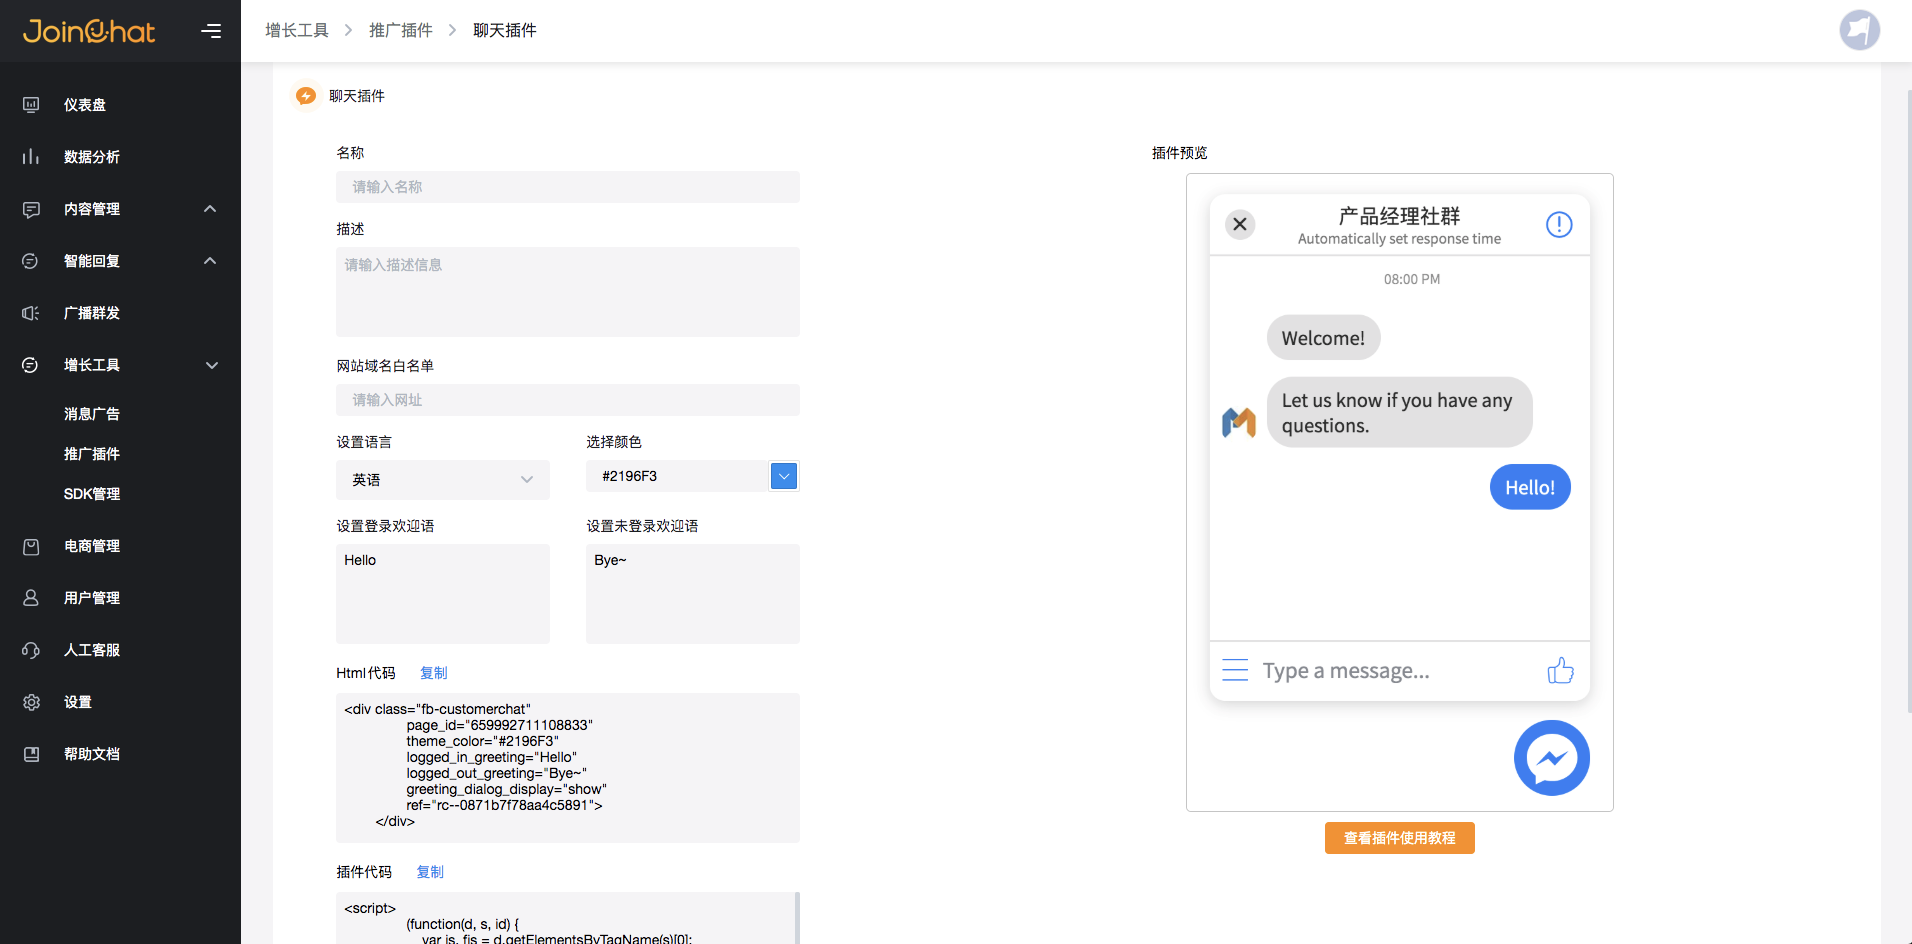 JoinChat
增长工具
推广插件
聊天插件
仪表盘
数据分析
内容管理
智能回复
广播群发
增长工具
消息广告
推广插件
SDK管理
电商管理
用户管理
人工客服
设置
帮助文档
聊天插件
名称
请输入名称
描述
请输入描述信息
网站域名白名单
请输入网址
设置语言
选择颜色
英语
#2196F3
设置登录欢迎语
设置未登录欢迎语
Hello
Bye~
Html代码 复制
<div class="fb-customerchat"
page_id="659992711108833"
theme_color="#2196F3"
logged_in_greeting="Hello"
logged_out_greeting="Bye~"
greeting_dialog_display="show"
ref="rc--0871b7f78aa4c5891">
</div>
插件代码 复制
<script>
(function(d, s, id) {
var js, fjs = d.getElementsByTagName(s)[0];
插件预览
产品经理社群
Automatically set response time
08:00 PM
Welcome!
Let us know if you have any
questions.
Hello!
Type a message...
查看插件使用教程